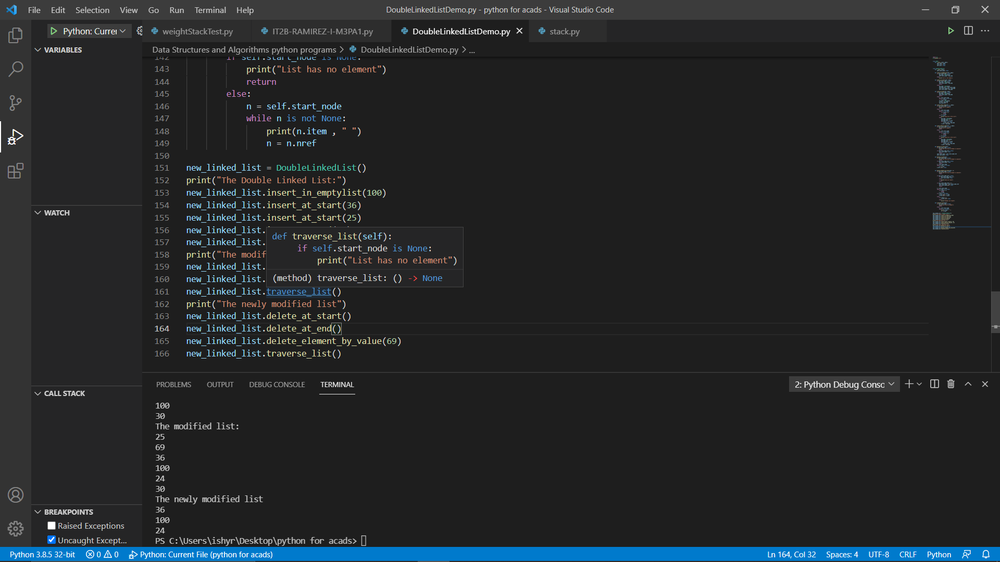 File Edit Selection View Go Run Terminal Help
DoubleLinkedListDemo.py - python for acads - Visual Studio Code
Python: Currer
weightStackTest.py
IT2B-RAMIREZ-I-M3PA1.py
DoubleLinkedListDemo.py
stack.py
VARIABLES
Data Structures and Algorithms python programs > DoubleLinkedListDemo.py > ...
142 if self.start_node is None:
143 print("List has no element")
144 return
145 else:
146 n = self.start_node
147 while n is not None:
148 print(n.item , " ")
149 n = n.nref
150
151 new_linked_list = DoubleLinkedList()
152 print("The Double Linked List:")
153 new_linked_list.insert_in_emptylist(100)
154 new_linked_list.insert_at_start(36)
155 new_linked_list.insert_at_start(25)
156 new_linked_list.
157 new_linked_list.
158 print("The modif
159 new_linked_list.
160 new_linked_list.
def traverse_list(self):
if self.start_node is None:
print("List has no element")
(method) traverse_list: () -> None
161 new_linked_list.traverse_list()
162 print("The newly modified list")
163 new_linked_list.delete_at_start()
164 new_linked_list.delete_at_end()
165 new_linked_list.delete_element_by_value(69)
166 new_linked_list.traverse_list()
WATCH
CALL STACK
BREAKPOINTS
Raised Exceptions
Uncaught Except...
PROBLEMS OUTPUT DEBUG CONSOLE TERMINAL
2: Python Debug Consc
100
30
The modified list:
25
69
36
100
24
30
The newly modified list
36
100
24
PS C:\Users\ishyr\Desktop\python for acads>
Python 3.8.5 32-bit 0 0 Python: Current File (python for acads)
Ln 164, Col 32 Spaces: 4 UTF-8 CRLF Python